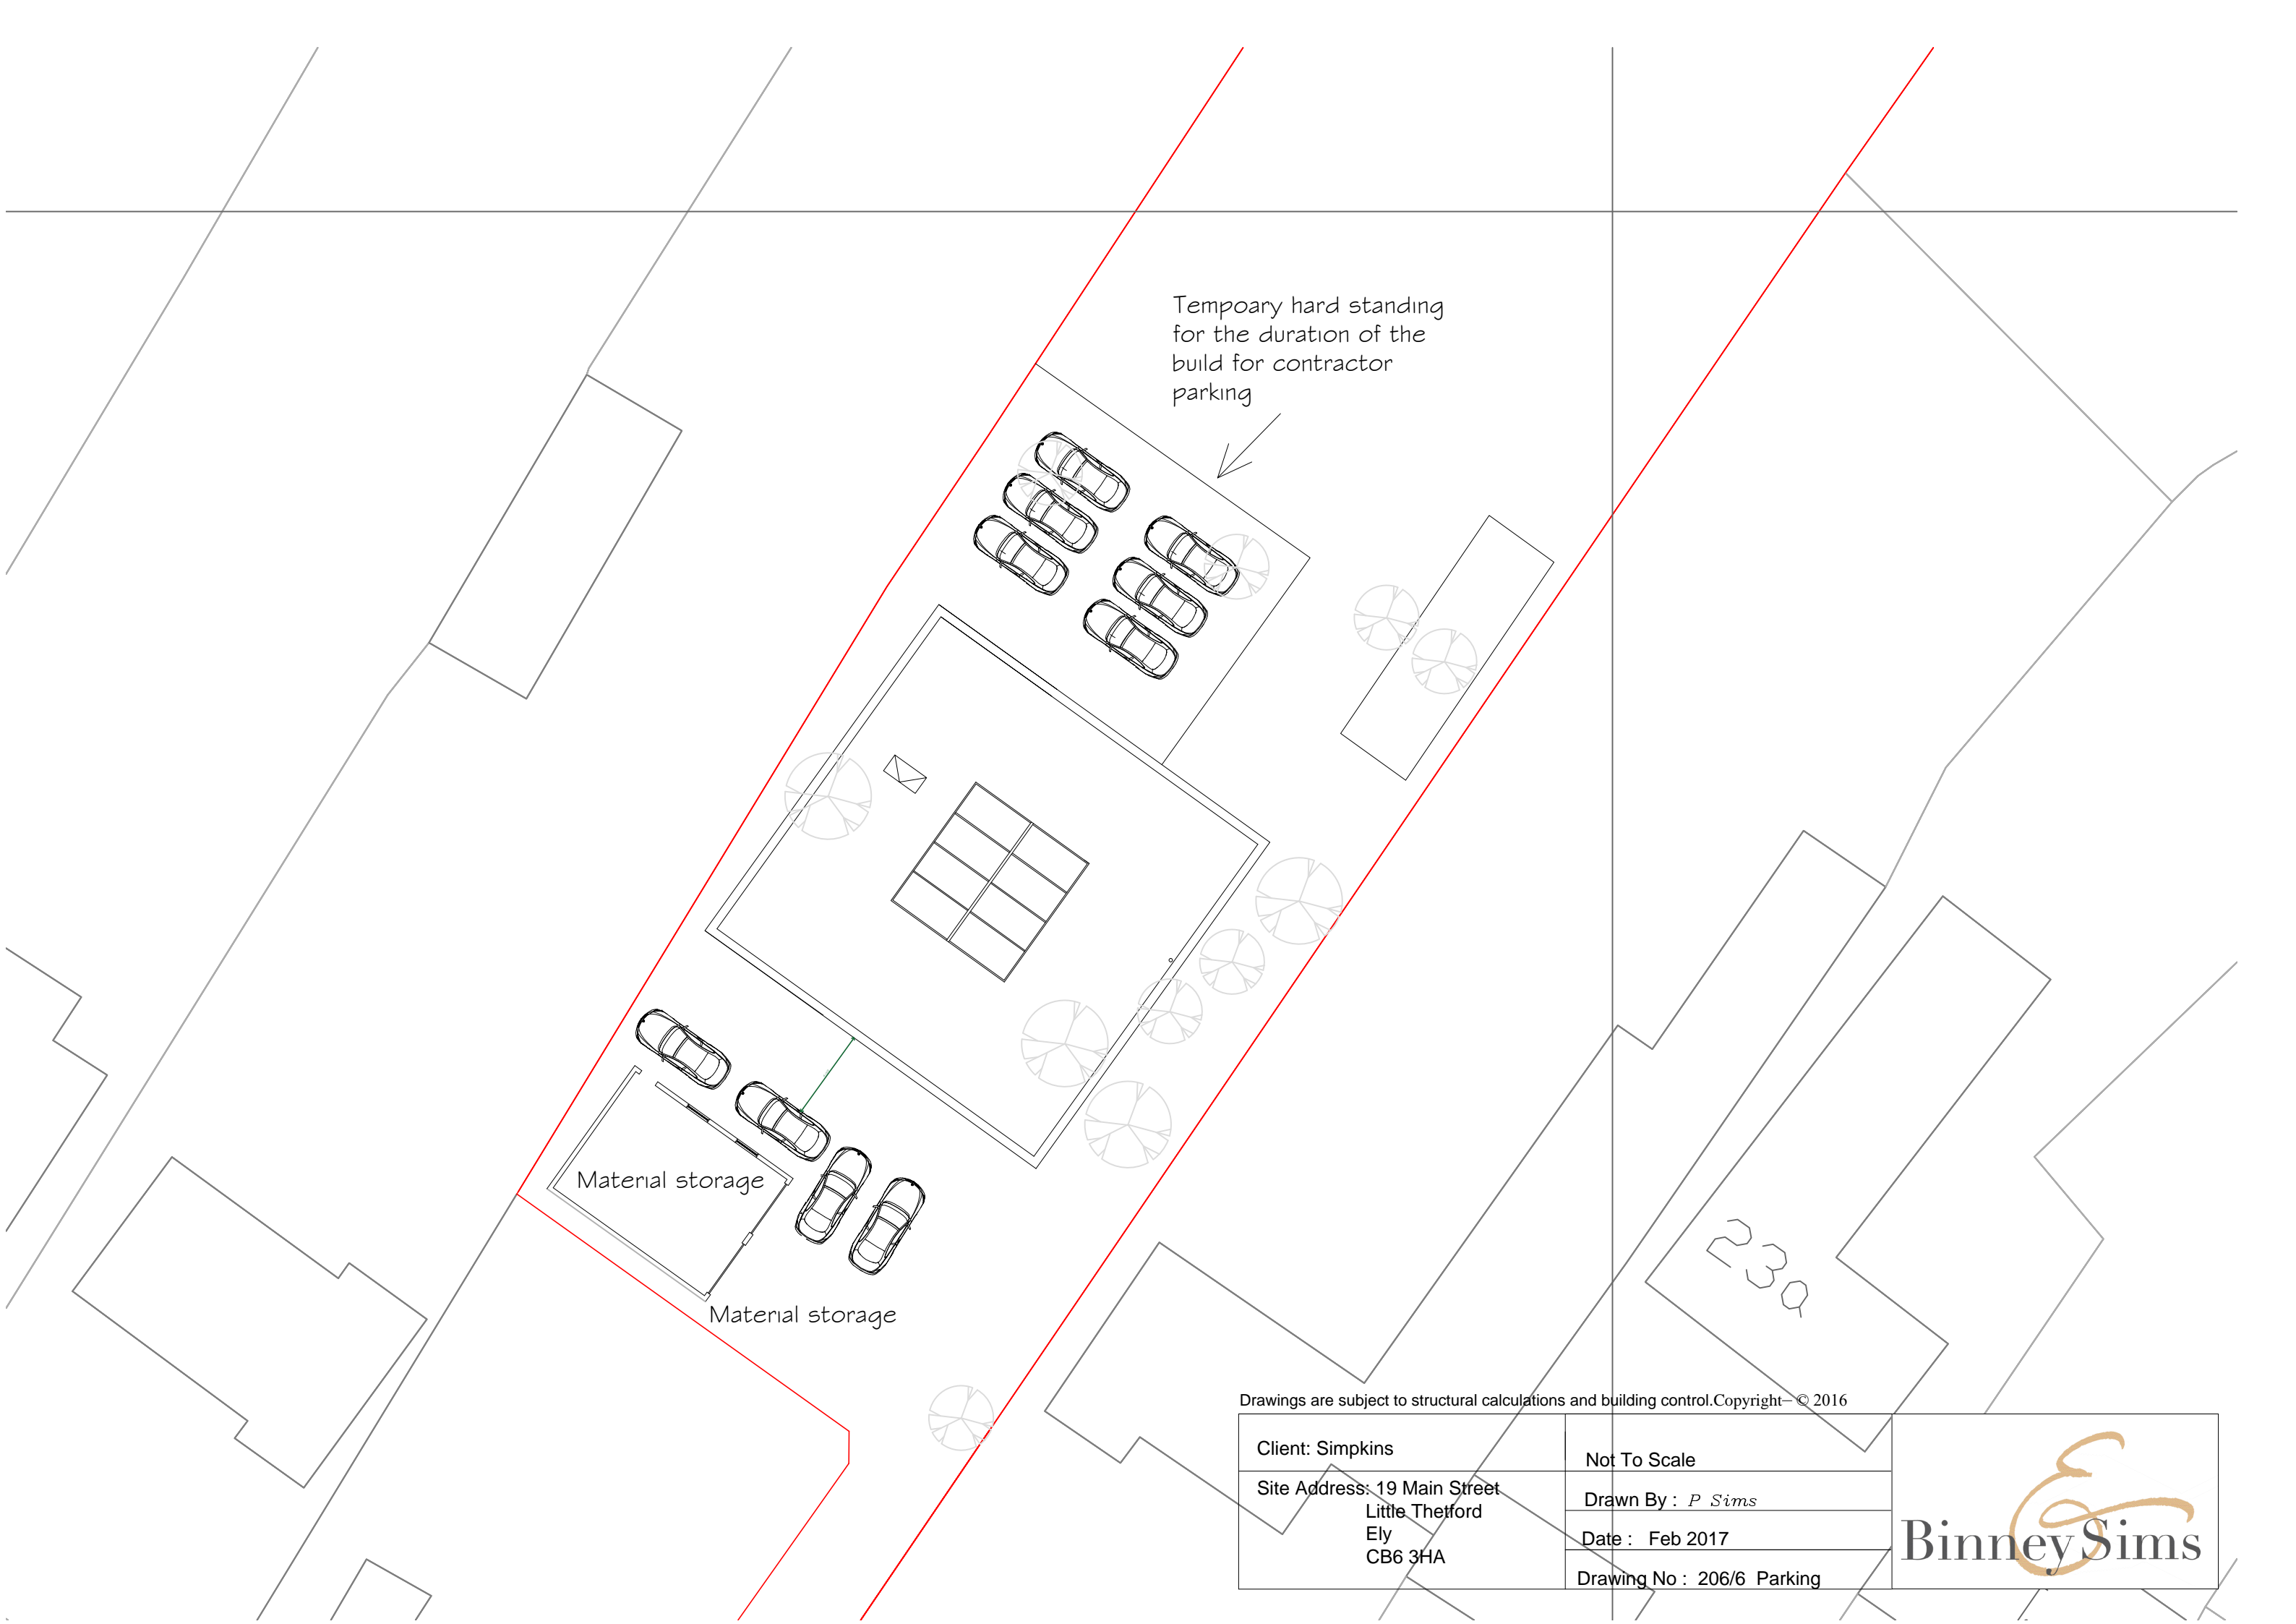 Tempoary hard standing
for the duration of the
build for contractor
parking
Material storage
Material storage
23a
Drawings are subject to structural calculations and building control.Copyright– © 2016
Client: Simpkins
Not To Scale
Site Address: 19 Main Street
Little Thetford
Ely
CB6 3HA
Drawn By : P Sims
Date : Feb 2017
Drawing No : 206/6 Parking
BinneySims